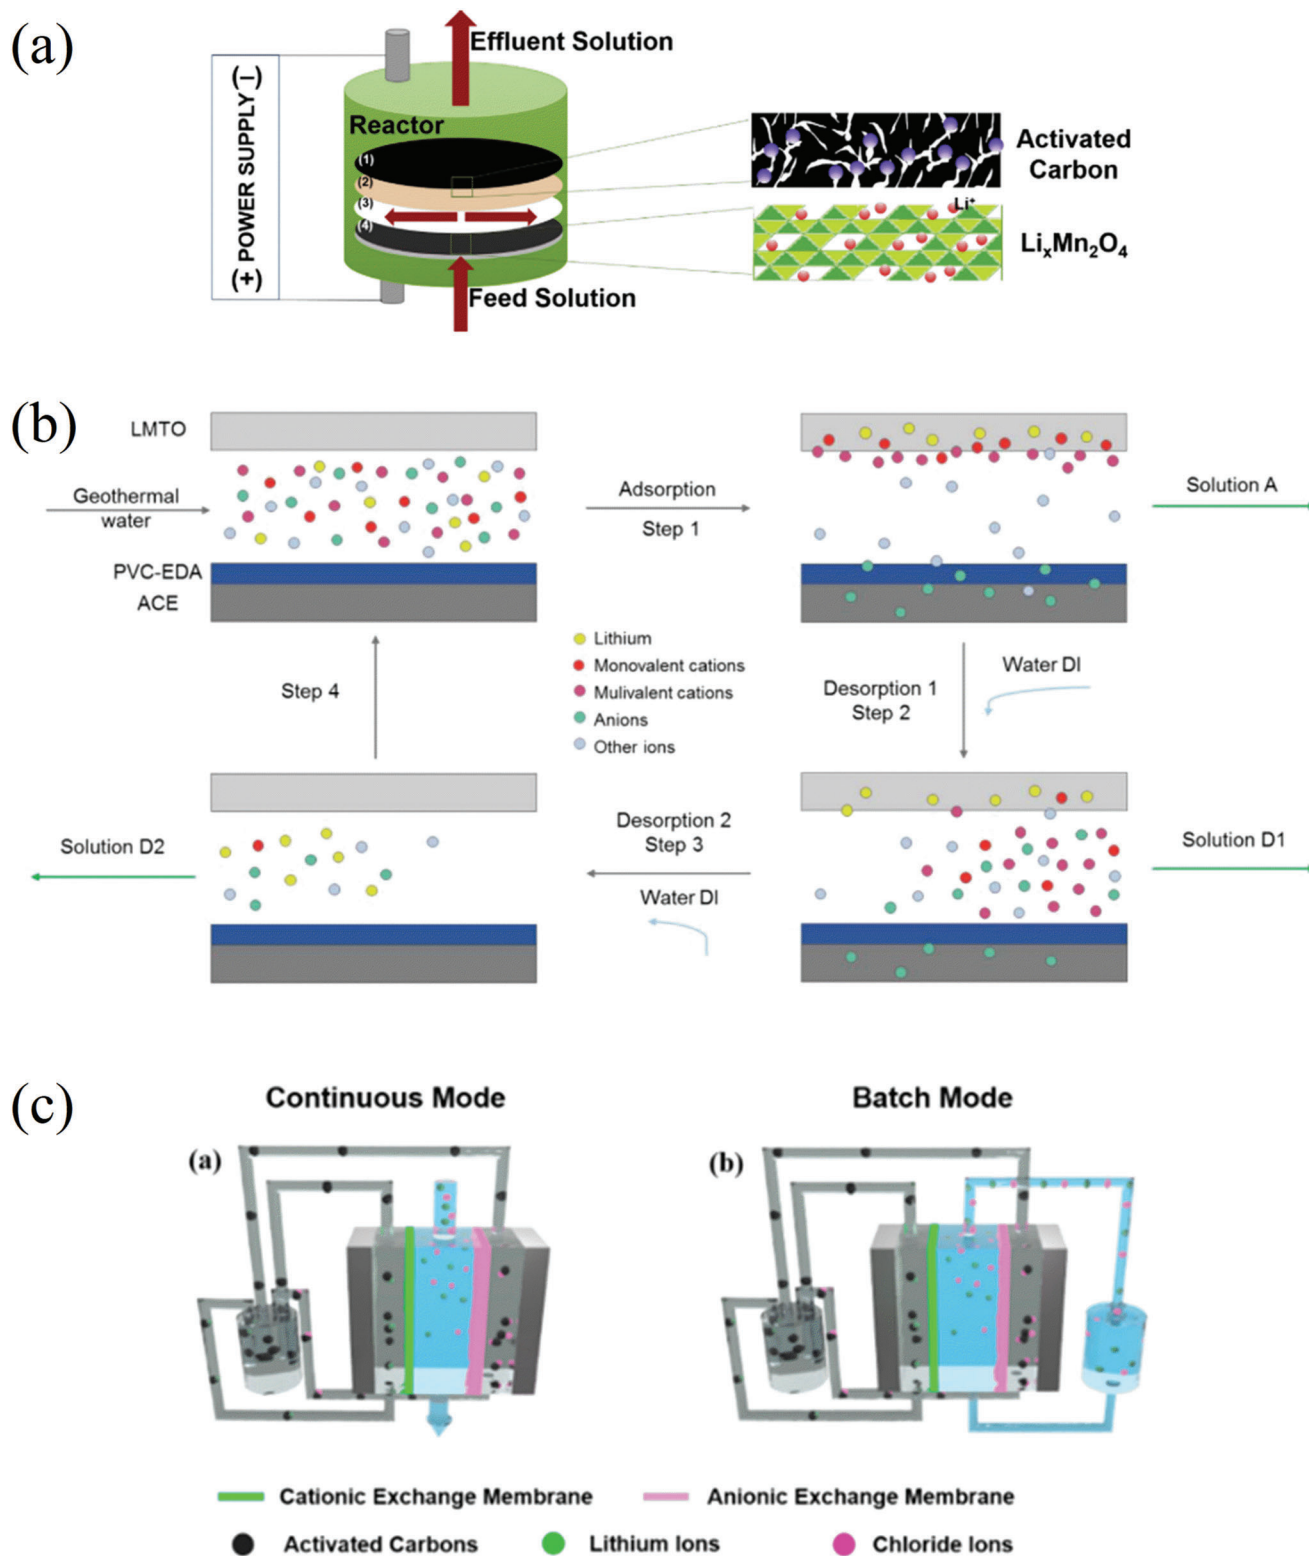 (a)
Effluent Solution
(+) POWER SUPPLY (–)
Reactor
(1)
(2)
(3)
(4)
Feed Solution
Activated
Carbon
Li⁺
LiₓMn₂O₄
(b)
LMTO
Geothermal
water
PVC-EDA
ACE
Adsorption
Step 1
Solution A
Lithium
Monovalent cations
Mulivalent cations
Anions
Other ions
Step 4
Desorption 1
Step 2
Water DI
Solution D2
Desorption 2
Step 3
Water DI
Solution D1
(c)
Continuous Mode
Batch Mode
(a)
(b)
Cationic Exchange Membrane
Anionic Exchange Membrane
Activated Carbons
Lithium Ions
Chloride Ions